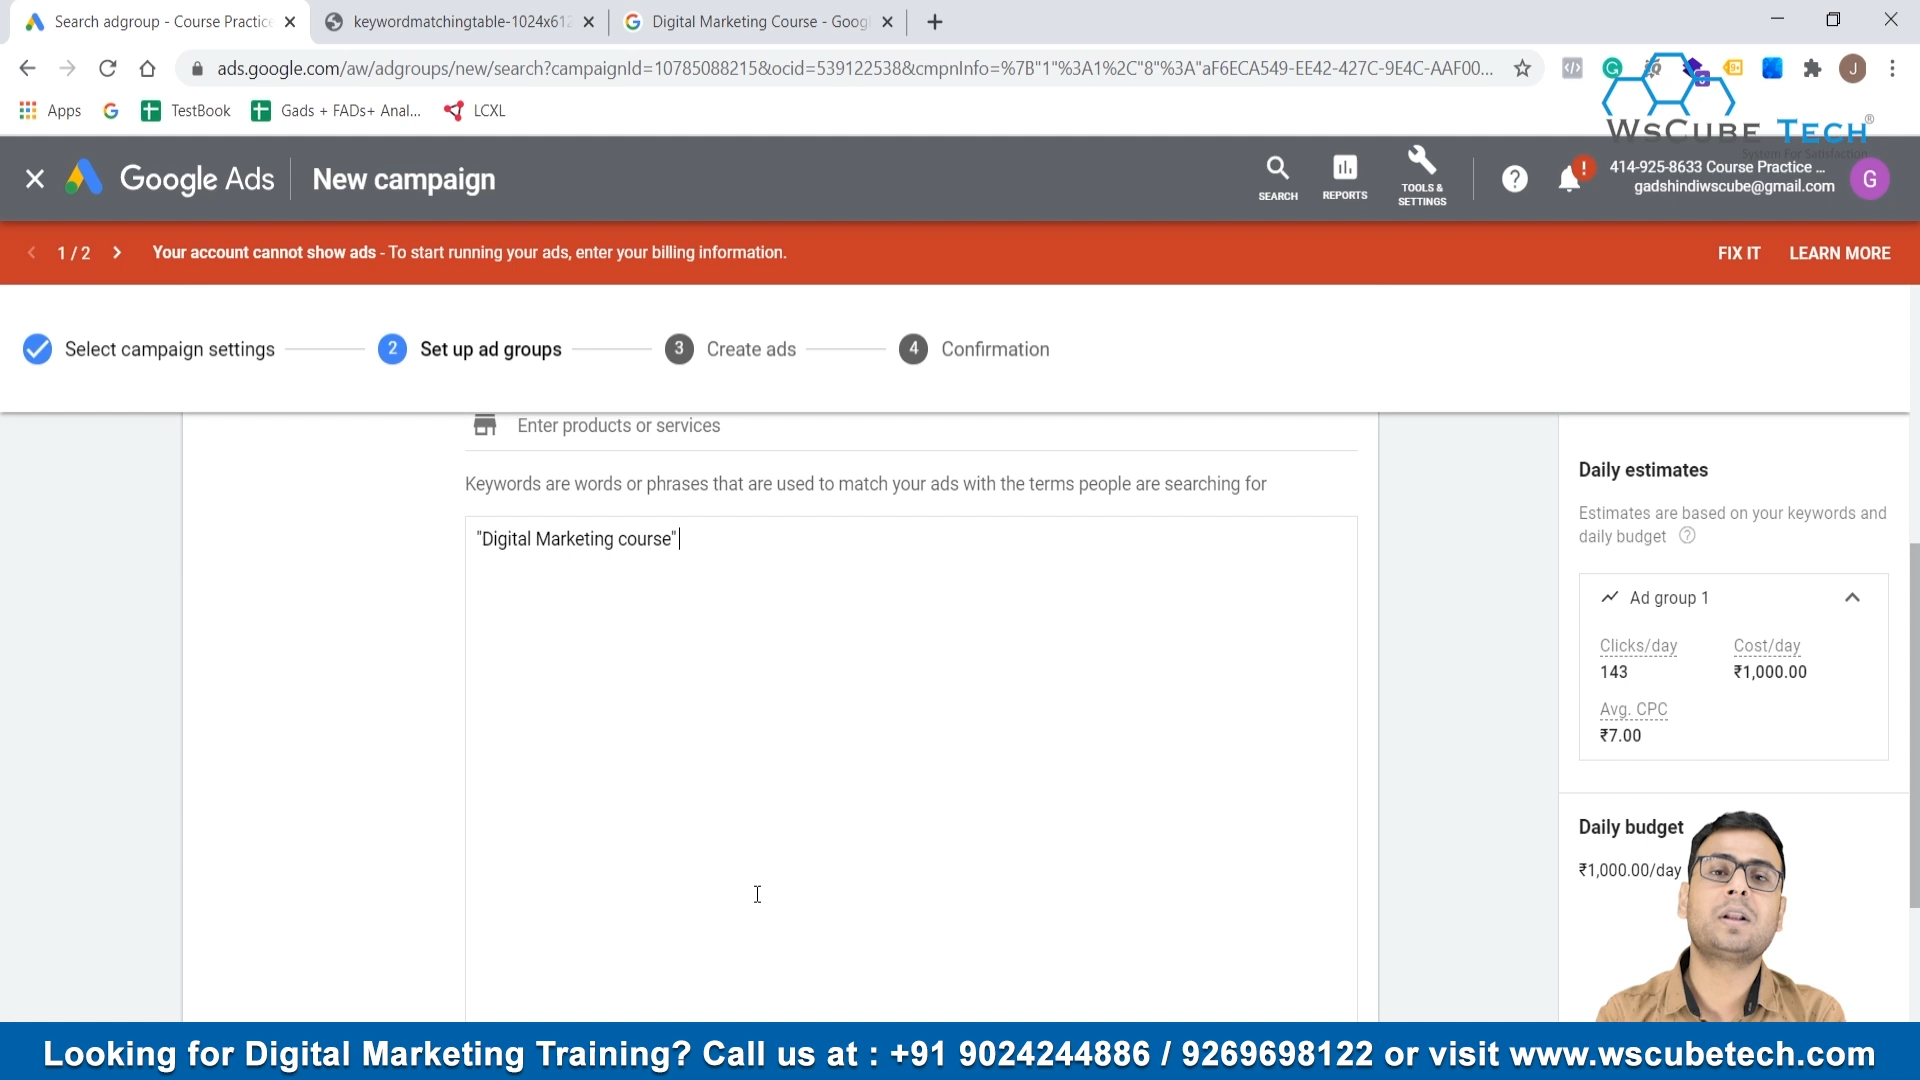 Search adgroup - Course Practice
keywordmatchingtable-1024x612
Digital Marketing Course - Goog
ads.google.com/aw/adgroups/new/search?campaignId=10785088215&ocid=539122538&cmpnInfo=%7B"1"%3A1%2C"8"%3A"aF6ECA549-EE42-427C-9E4C-AAF00...
J
Apps
TestBook
Gads + FADs+ Anal...
LCXL
WsCube Tech®
System For Satisfaction
Google Ads
New campaign
SEARCH
REPORTS
TOOLS &
SETTINGS
414-925-8633 Course Practice ...
gadshindiwscube@gmail.com
G
1 / 2
Your account cannot show ads - To start running your ads, enter your billing information.
FIX IT
LEARN MORE
Select campaign settings
2 Set up ad groups
3 Create ads
4 Confirmation
Enter products or services
Keywords are words or phrases that are used to match your ads with the terms people are searching for
"Digital Marketing course"
Daily estimates
Estimates are based on your keywords and
daily budget
Ad group 1
Clicks/day
Cost/day
143
₹1,000.00
Avg. CPC
₹7.00
Daily budget
₹1,000.00/day
Looking for Digital Marketing Training? Call us at : +91 9024244886 / 9269698122 or visit www.wscubetech.com